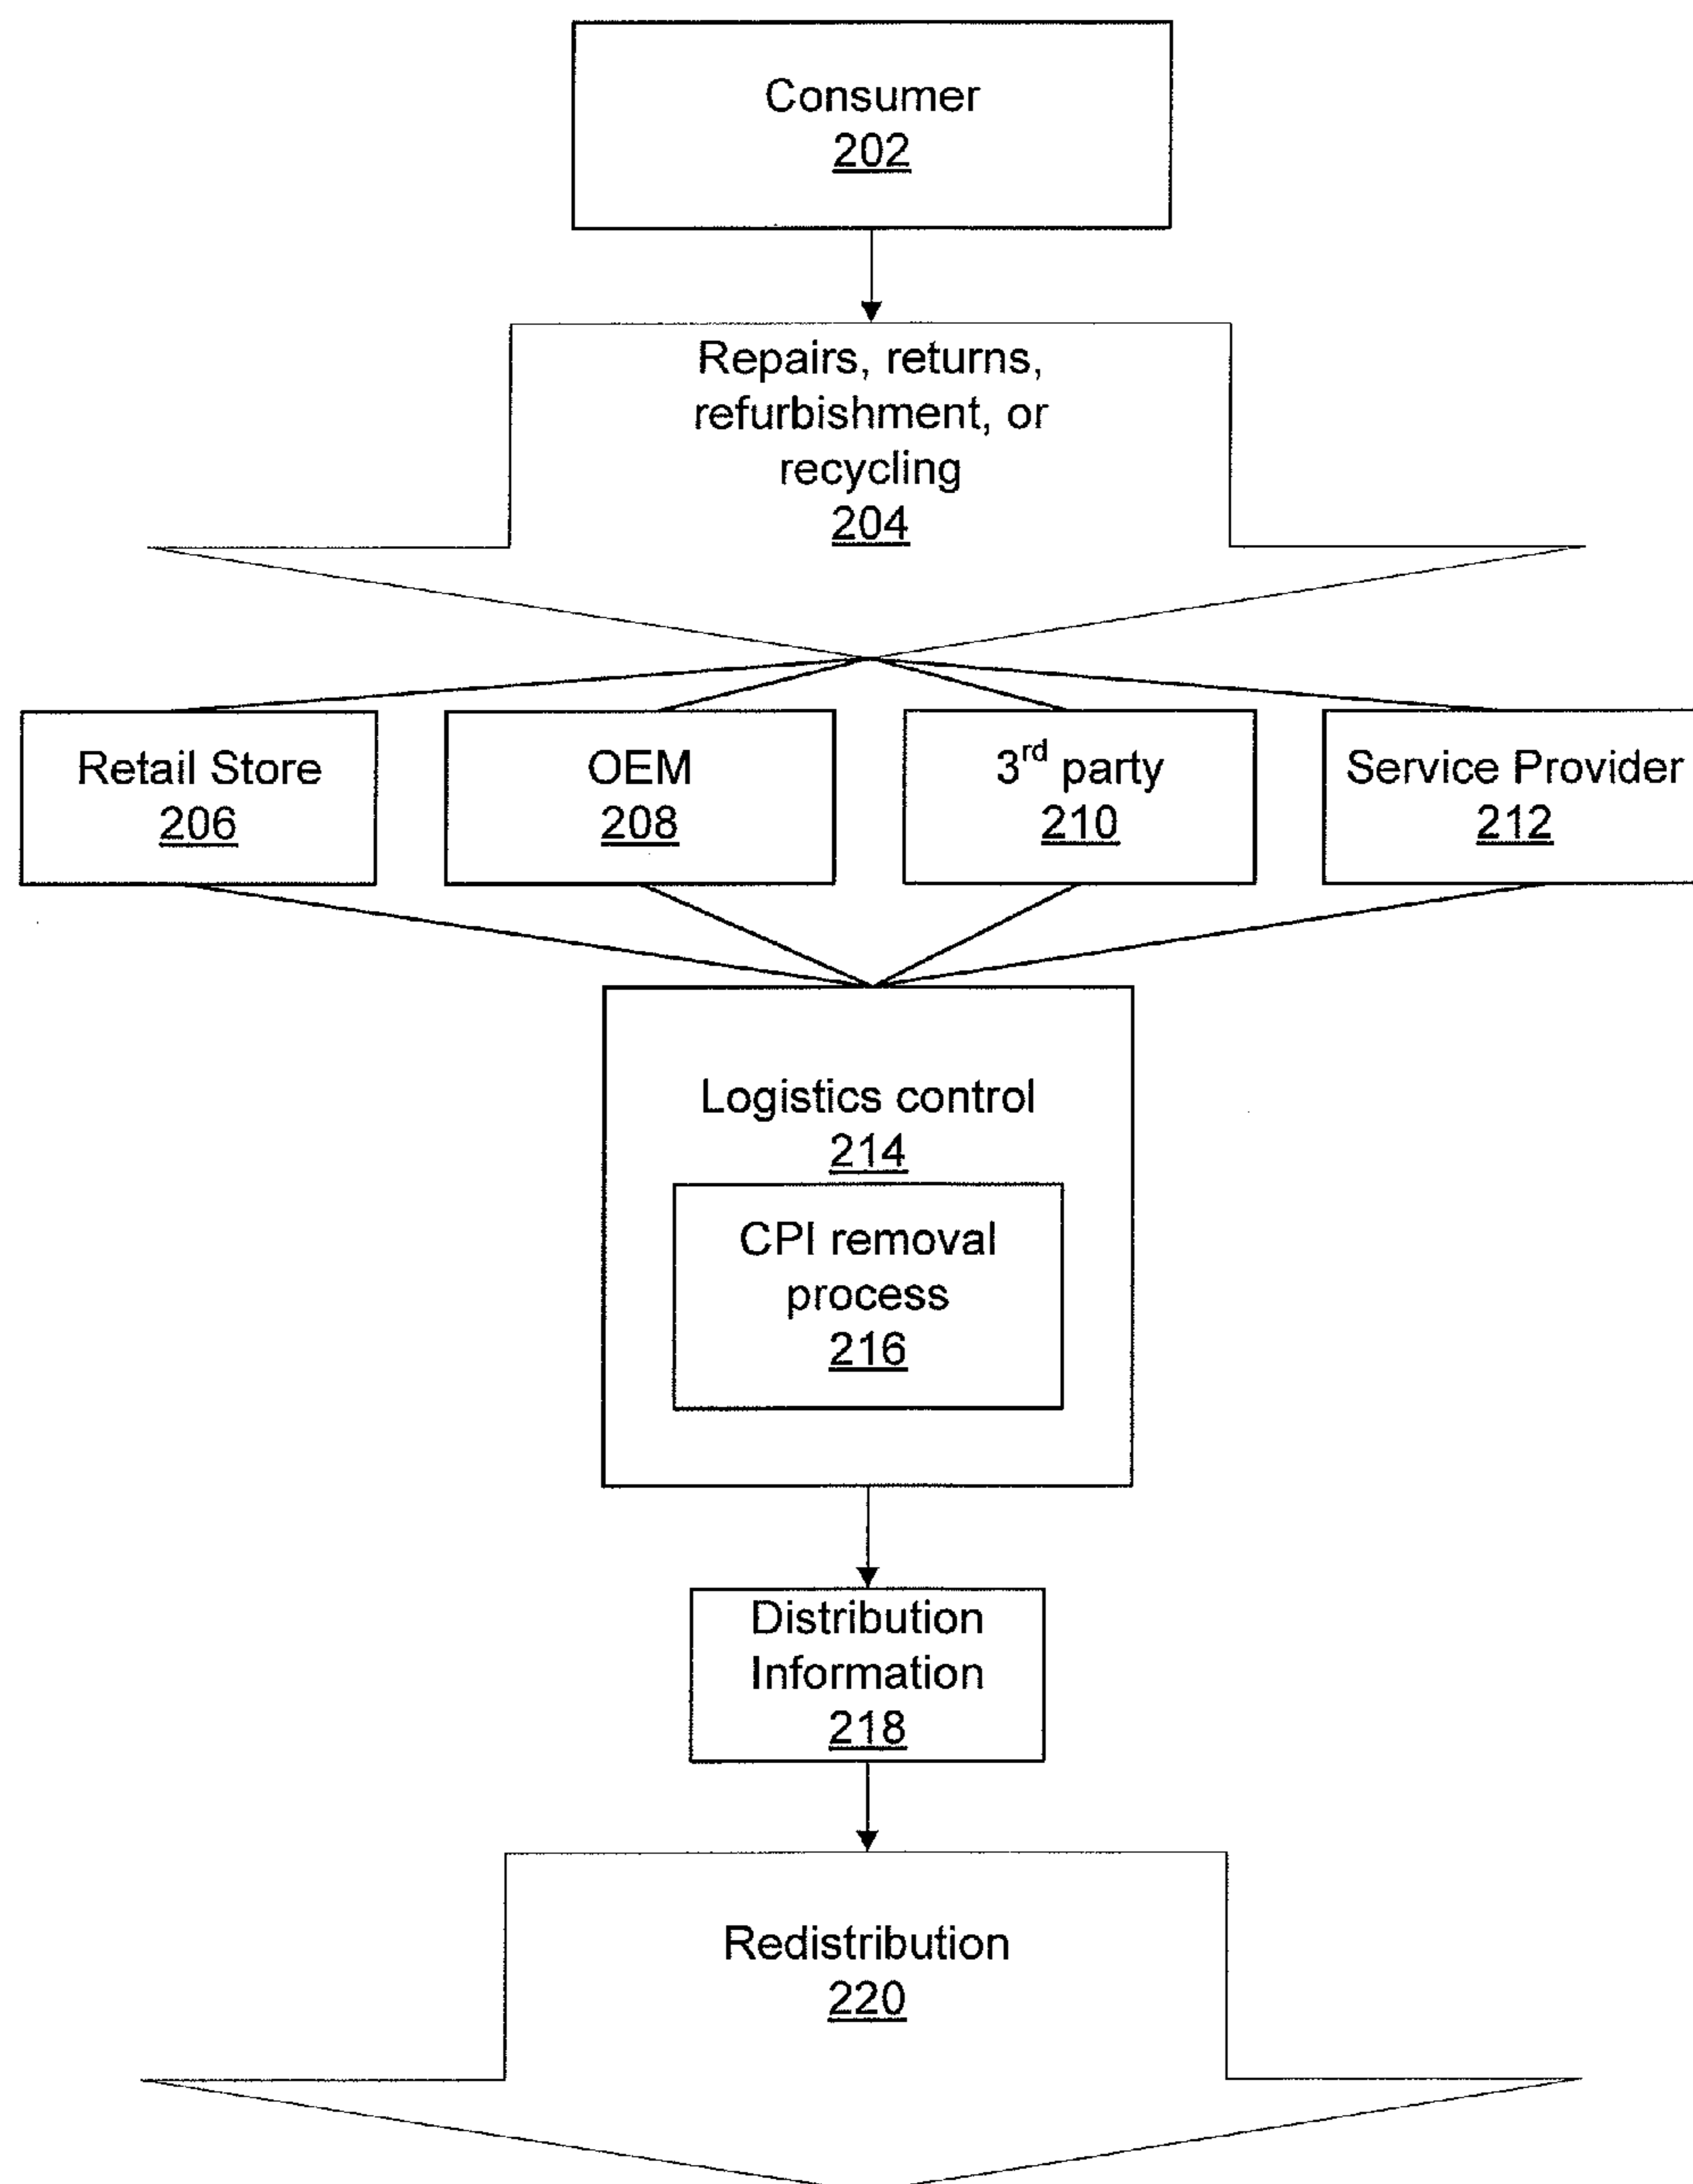 Consumer
202
Repairs, returns,
refurbishment, or
recycling
204
Retail Store
206
OEM
208
3rd party
210
Service Provider
212
Logistics control
214
CPI removal
process
216
Distribution
Information
218
Redistribution
220